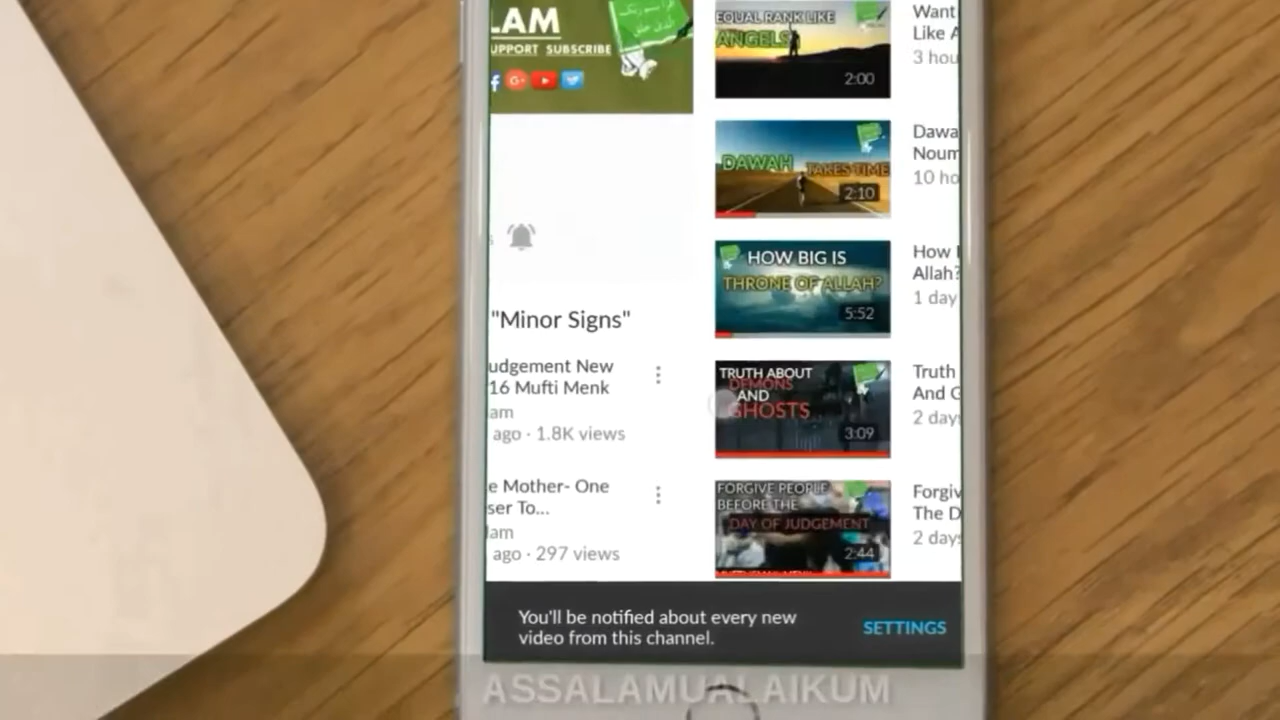 LAM
UPPORT SUBSCRIBE
"Minor Signs"
udgement New
16 Mufti Menk
am
ago · 1.8K views
e Mother- One
ser To...
lam
ago · 297 views
EQUAL RANK LIKE
ANGELS
2:00
Want
Like A
3 hou
DAWAH
TAKES TIME
2:10
Dawa
Noum
10 ho
HOW BIG IS
THRONE OF ALLAH?
5:52
How
Allah?
1 day
TRUTH ABOUT
DEMONS
AND
GHOSTS
3:09
Truth
And G
2 days
FORGIVE PEOPLE
BEFORE THE
DAY OF JUDGEMENT
2:44
Forgiv
The D
2 days
You'll be notified about every new
video from this channel.
SETTINGS
ASSALAMUALAIKUM